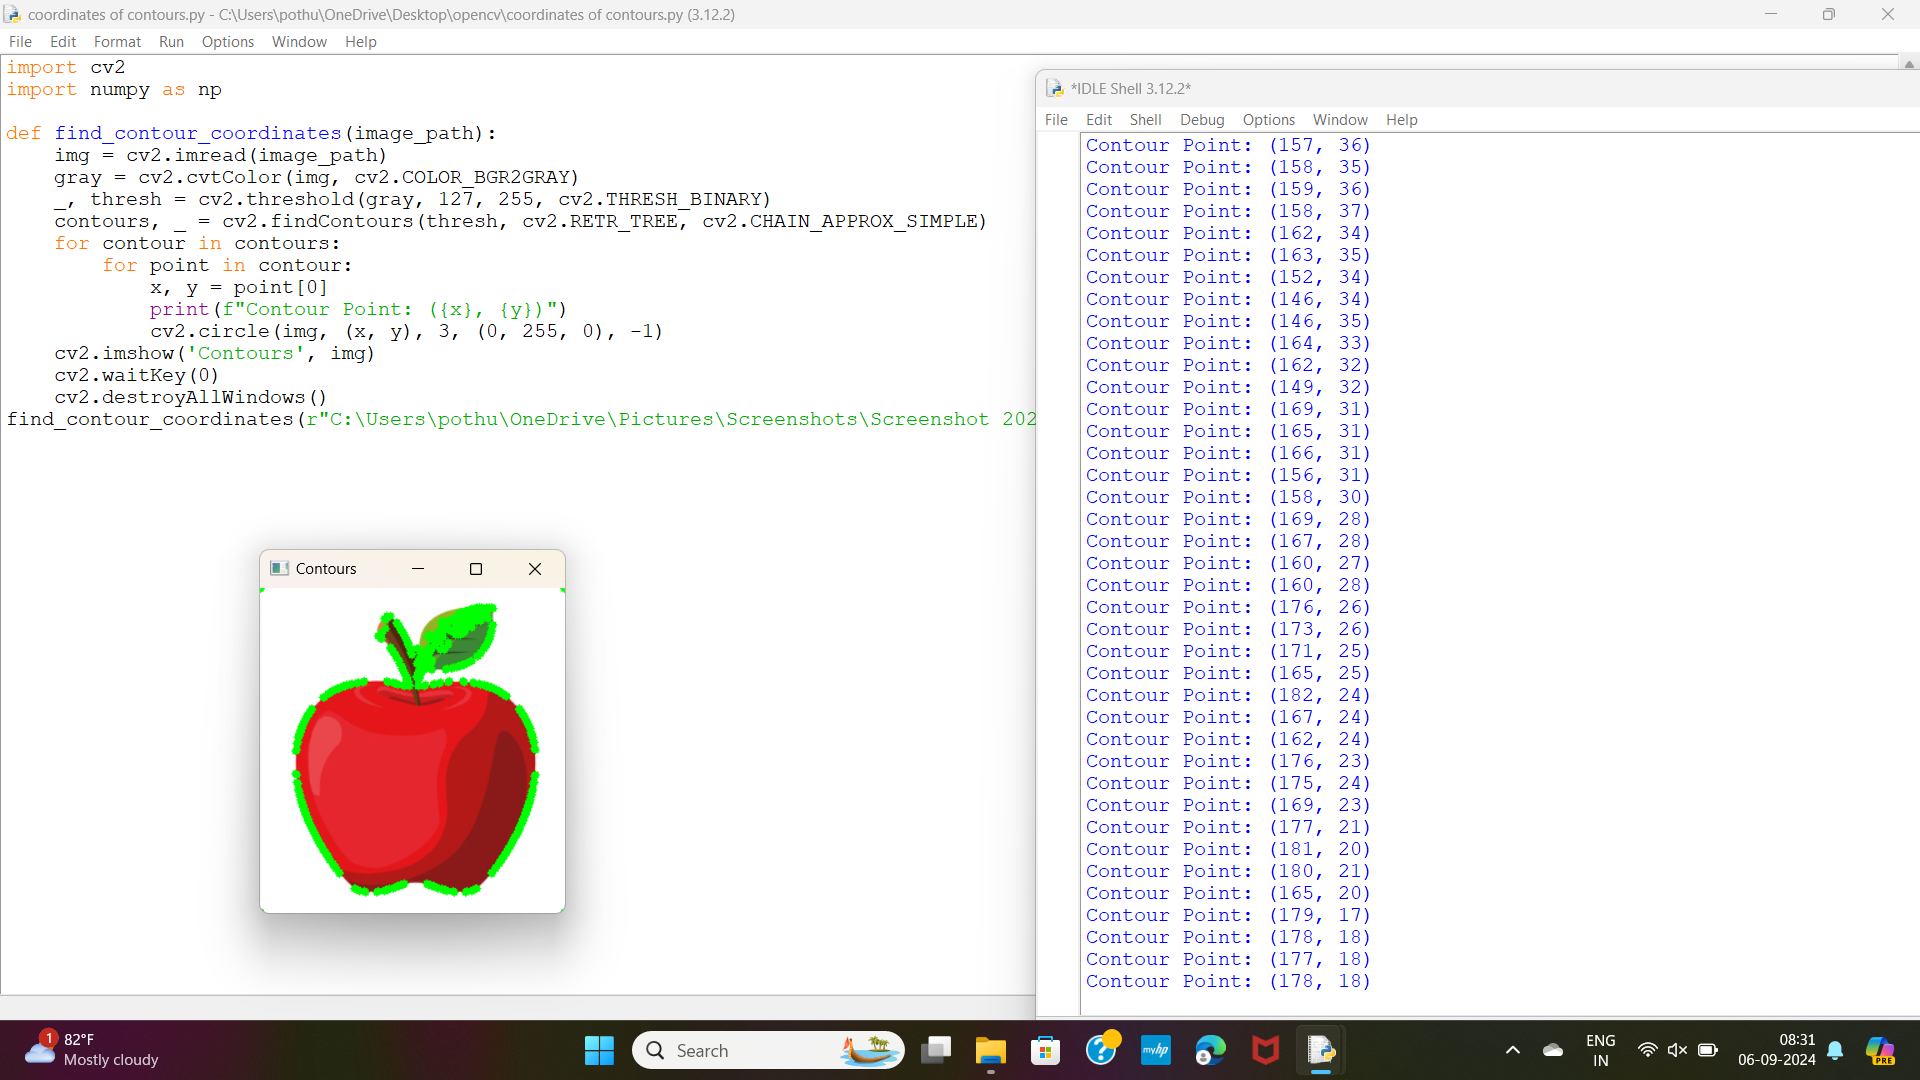 coordinates of contours.py - C:\Users\pothu\OneDrive\Desktop\opencv\coordinates of contours.py (3.12.2)
File Edit Format Run Options Window Help
import cv2
import numpy as np
def find_contour_coordinates(image_path):
    img = cv2.imread(image_path)
    gray = cv2.cvtColor(img, cv2.COLOR_BGR2GRAY)
    _, thresh = cv2.threshold(gray, 127, 255, cv2.THRESH_BINARY)
    contours, _ = cv2.findContours(thresh, cv2.RETR_TREE, cv2.CHAIN_APPROX_SIMPLE)
    for contour in contours:
        for point in contour:
            x, y = point[0]
            print(f"Contour Point: ({x}, {y})")
            cv2.circle(img, (x, y), 3, (0, 255, 0), -1)
    cv2.imshow('Contours', img)
    cv2.waitKey(0)
    cv2.destroyAllWindows()
find_contour_coordinates(r"C:\Users\pothu\OneDrive\Pictures\Screenshots\Screenshot 202
Contours
*IDLE Shell 3.12.2*
File Edit Shell Debug Options Window Help
Contour Point: (157, 36)
Contour Point: (158, 35)
Contour Point: (159, 36)
Contour Point: (158, 37)
Contour Point: (162, 34)
Contour Point: (163, 35)
Contour Point: (152, 34)
Contour Point: (146, 34)
Contour Point: (146, 35)
Contour Point: (164, 33)
Contour Point: (162, 32)
Contour Point: (149, 32)
Contour Point: (169, 31)
Contour Point: (165, 31)
Contour Point: (166, 31)
Contour Point: (156, 31)
Contour Point: (158, 30)
Contour Point: (169, 28)
Contour Point: (167, 28)
Contour Point: (160, 27)
Contour Point: (160, 28)
Contour Point: (176, 26)
Contour Point: (173, 26)
Contour Point: (171, 25)
Contour Point: (165, 25)
Contour Point: (182, 24)
Contour Point: (167, 24)
Contour Point: (162, 24)
Contour Point: (176, 23)
Contour Point: (175, 24)
Contour Point: (169, 23)
Contour Point: (177, 21)
Contour Point: (181, 20)
Contour Point: (180, 21)
Contour Point: (165, 20)
Contour Point: (179, 17)
Contour Point: (178, 18)
Contour Point: (177, 18)
Contour Point: (178, 18)
1
82°F
Mostly cloudy
Search
?
myhp
ENG
IN
08:31
06-09-2024
PRE